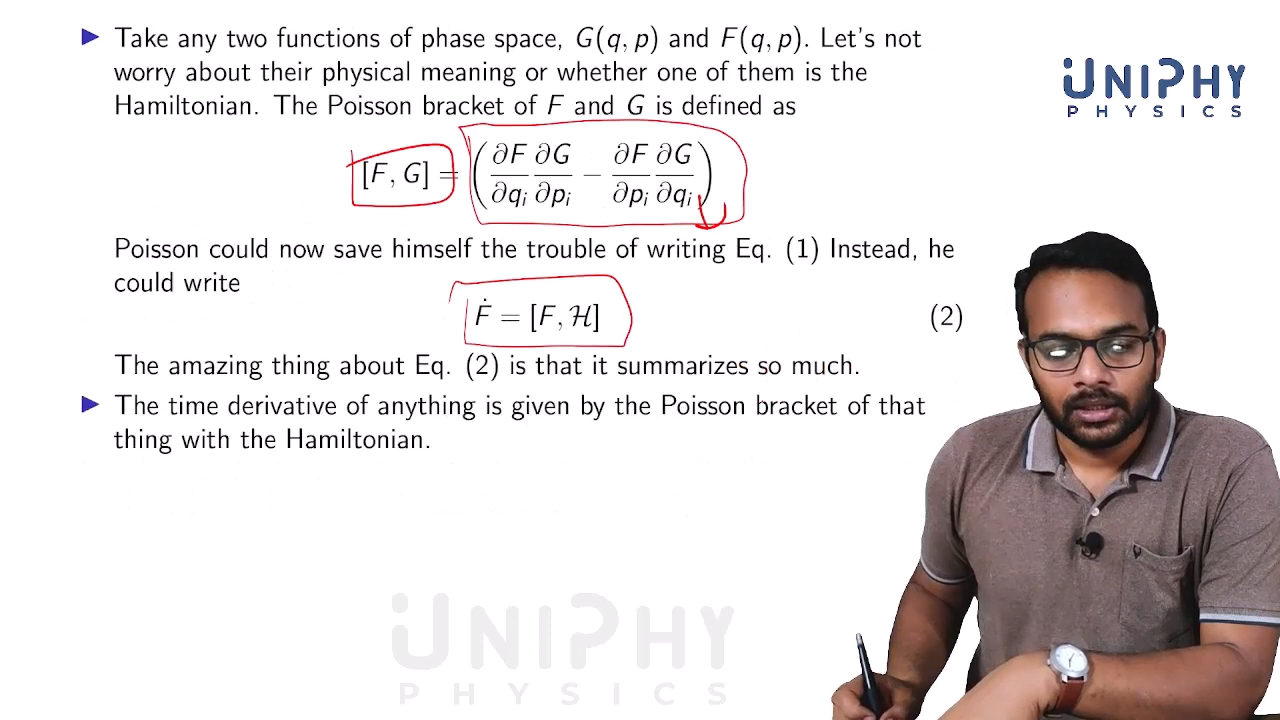 ▶ Take any two functions of phase space, G(q, p) and F(q, p). Let's not
worry about their physical meaning or whether one of them is the
Hamiltonian. The Poisson bracket of F and G is defined as
[F, G] = (∂F/∂qᵢ ∂G/∂pᵢ − ∂F/∂pᵢ ∂G/∂qᵢ)
Poisson could now save himself the trouble of writing Eq. (1) Instead, he
could write
Ḟ = [F, ℋ] (2)
The amazing thing about Eq. (2) is that it summarizes so much.
▶ The time derivative of anything is given by the Poisson bracket of that
thing with the Hamiltonian.
UNIPHY
PHYSICS
UNIPHY
PHYSICS